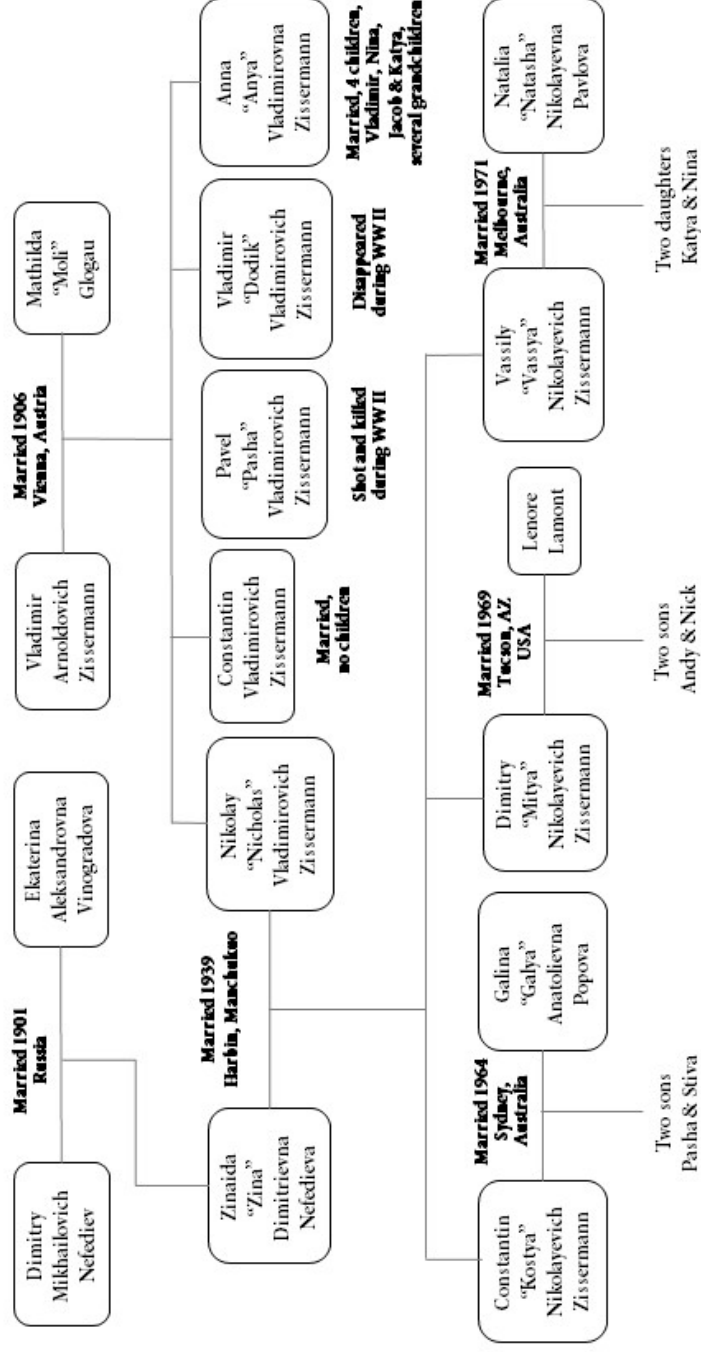 Dimitry
Mikhailovich
Nefediev
Married 1901
Russia
Ekaterina
Aleksandrovna
Vinogradova
Vladimir
Arnoldovich
Zissermann
Married 1906
Vienna, Austria
Mathilda
“Moli”
Glogau
Zinaida
“Zina”
Dimitrievna
Nefedieva
Married 1939
Harbin, Manchukuo
Nikolay
“Nicholas”
Vladimirovich
Zissermann
Constantin
Vladimirovich
Zissermann
Married,
no children
Pavel
“Pasha”
Vladimirovich
Zissermann
Shot and killed
during WW II
Vladimir
“Dodik”
Vladimirovich
Zissermann
Disappeared
during WW II
Anna
“Anya”
Vladimirovna
Zissermann
Married, 4 children,
Vladimir, Nina,
Jacob & Katya,
several grandchildren
Constantin
“Kostya”
Nikolayevich
Zissermann
Married 1964
Sydney,
Australia
Galina
“Galya”
Anatolievna
Popova
Two sons
Pasha & Stiva
Dimitry
“Mitya”
Nikolayevich
Zissermann
Married 1969
Tucson, AZ
USA
Lenore
Lamont
Two sons
Andy & Nick
Vassily
“Vassya”
Nikolayevich
Zissermann
Married 1971
Melbourne,
Australia
Natalia
“Natasha”
Nikolayevna
Pavlova
Two daughters
Katya & Nina